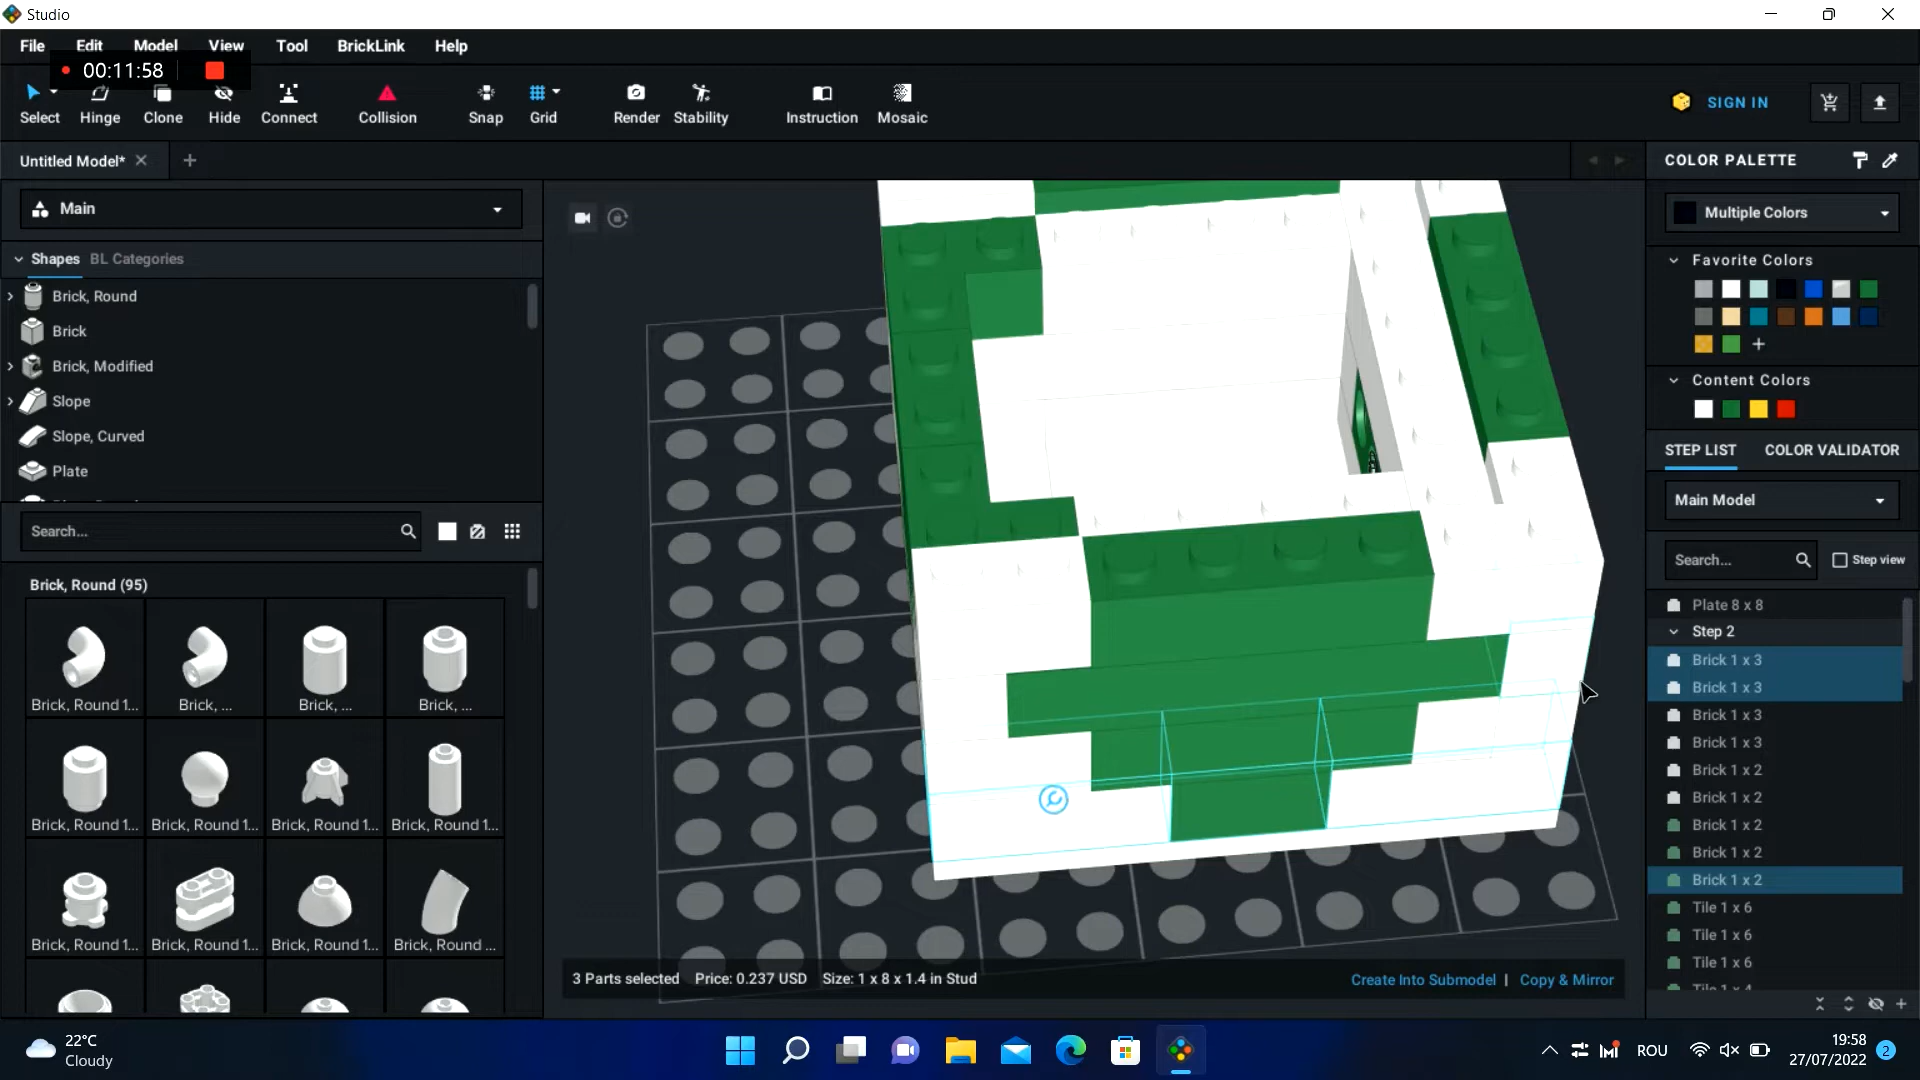 Studio
File Edit Model View Tool BrickLink Help
00:11:58
Select Hinge Clone Hide Connect Collision Snap Grid Render Stability Instruction Mosaic
SIGN IN
Untitled Model*
Main
Shapes BL Categories
Brick, Round
Brick
Brick, Modified
Slope
Slope, Curved
Plate
Search...
Brick, Round (95)
Brick, Round 1... Brick, ... Brick, ... Brick, ...
Brick, Round 1... Brick, Round 1... Brick, Round 1... Brick, Round 1...
Brick, Round 1... Brick, Round 1... Brick, Round 1... Brick, Round ...
3 Parts selected Price: 0.237 USD Size: 1 x 8 x 1.4 in Stud
Create Into Submodel | Copy & Mirror
COLOR PALETTE
Multiple Colors
Favorite Colors
Content Colors
STEP LIST COLOR VALIDATOR
Main Model
Search... Step view
Plate 8 x 8
Step 2
Brick 1 x 3
Brick 1 x 3
Brick 1 x 3
Brick 1 x 3
Brick 1 x 2
Brick 1 x 2
Brick 1 x 2
Brick 1 x 2
Brick 1 x 2
Tile 1 x 6
Tile 1 x 6
Tile 1 x 6
Tile 1 x 4
22°C
Cloudy
ROU
19:58
27/07/2022
2